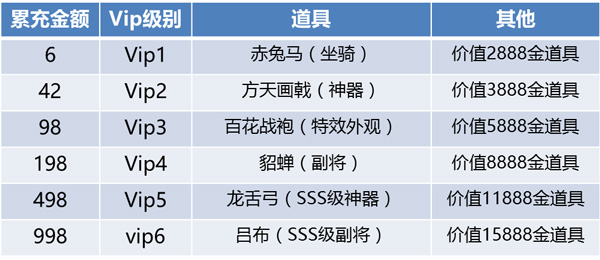 累充金额 Vip级别 道具 其他
6 Vip1 赤兔马（坐骑） 价值2888金道具
42 Vip2 方天画戟（神器） 价值3888金道具
98 Vip3 百花战袍（特效外观） 价值5888金道具
198 Vip4 貂蝉（副将） 价值8888金道具
498 Vip5 龙舌弓（SSS级神器） 价值11888金道具
998 vip6 吕布（SSS级副将） 价值15888金道具